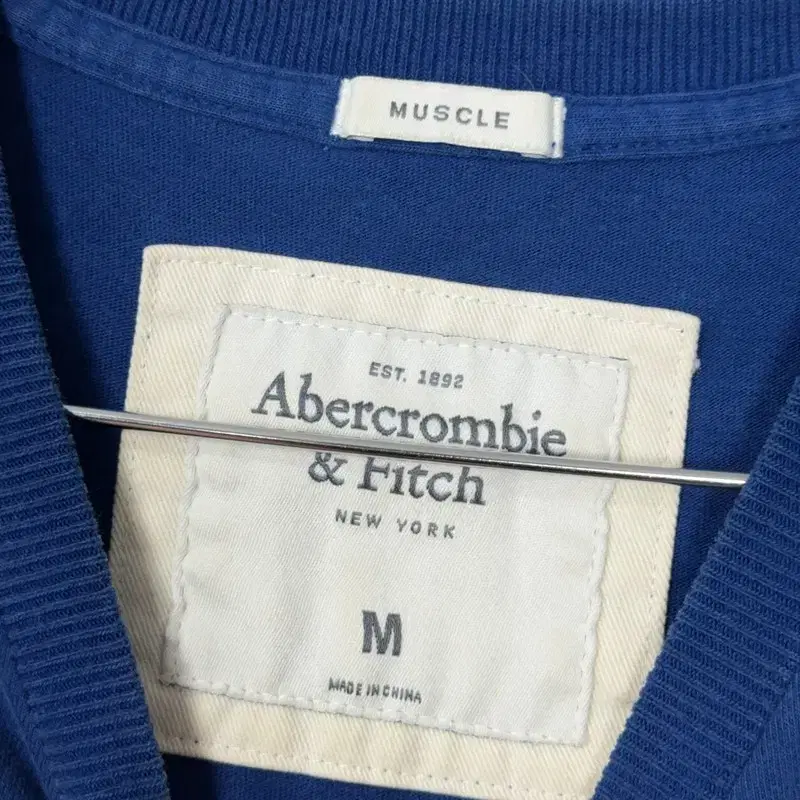 MUSCLE
EST. 1892
Abercrombie
& Fitch
NEW YORK
M
MADE IN CHINA